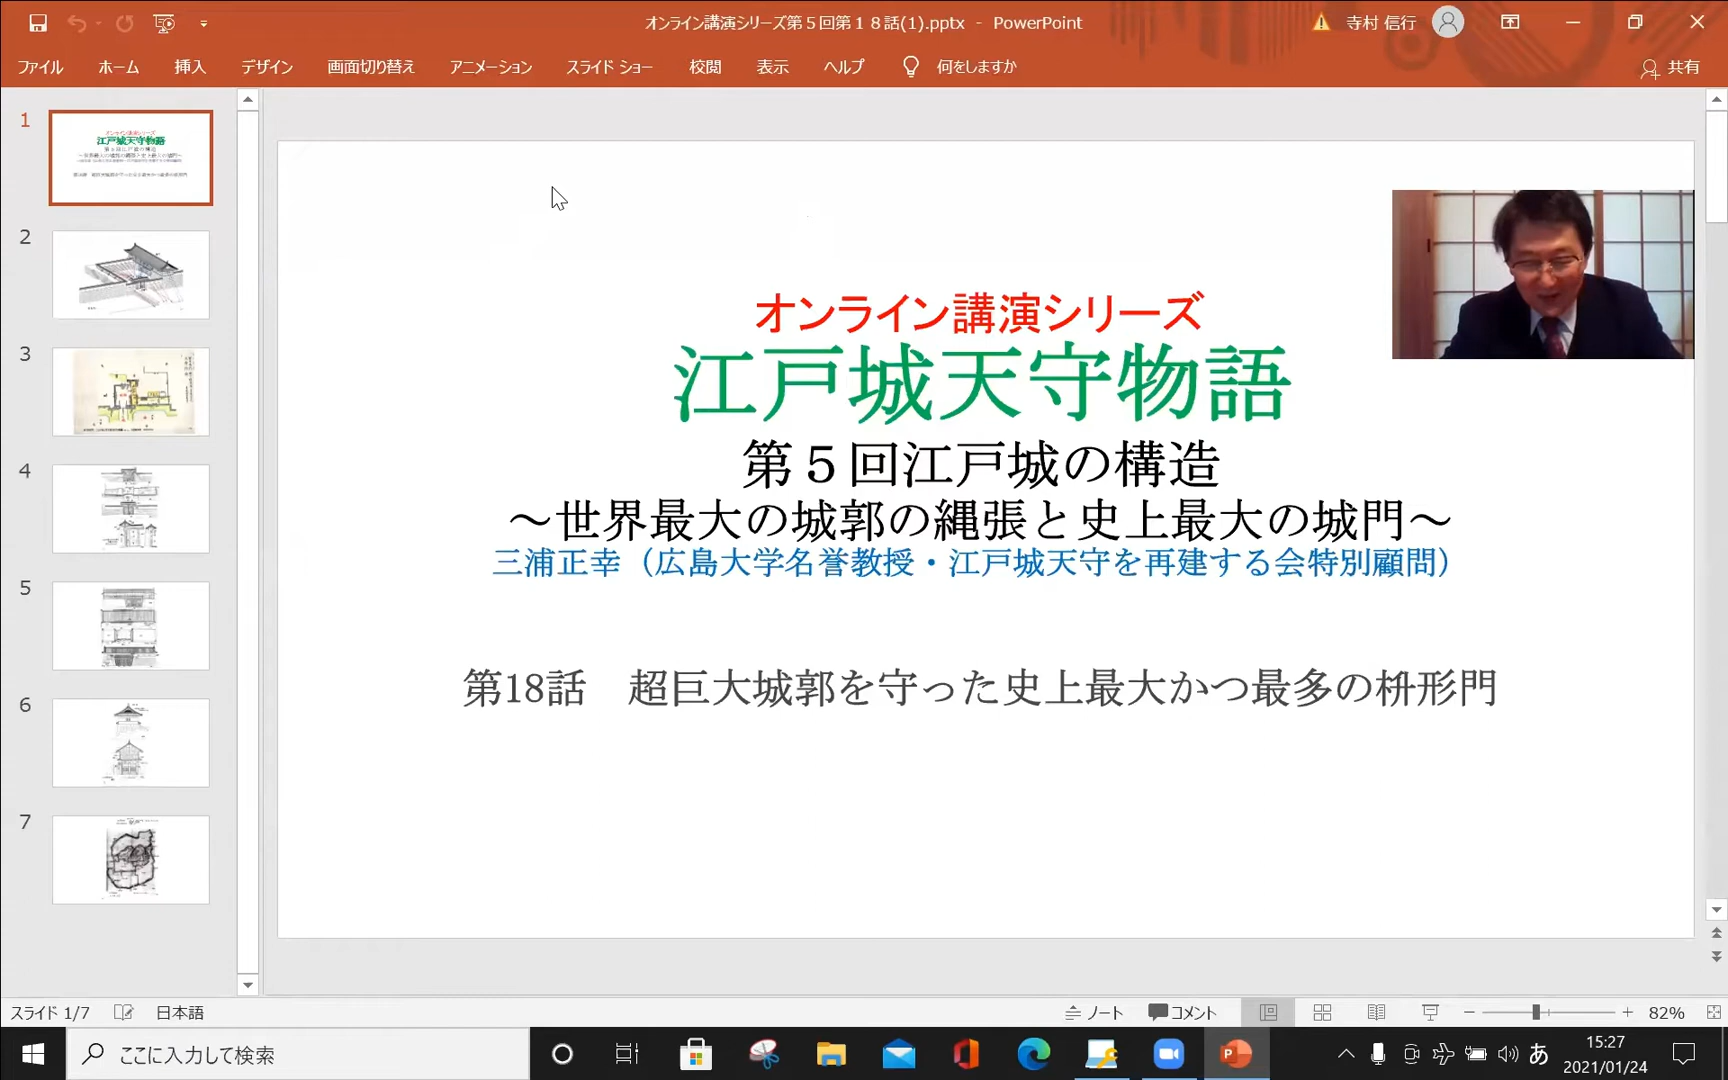 オンライン講演シリーズ第５回第１８話(1).pptx - PowerPoint
寺村 信行
ファイル ホーム 挿入 デザイン 画面切り替え アニメーション スライド ショー 校閲 表示 ヘルプ 何をしますか 共有
1
2
3
4
5
6
7
オンライン講演シリーズ
江戸城天守物語
第５回江戸城の構造
～世界最大の城郭の縄張と史上最大の城門～
三浦正幸（広島大学名誉教授・江戸城天守を再建する会特別顧問）
第18話 超巨大城郭を守った史上最大かつ最多の枡形門
スライド 1/7 日本語 ノート コメント 82%
ここに入力して検索
あ
15:27
2021/01/24